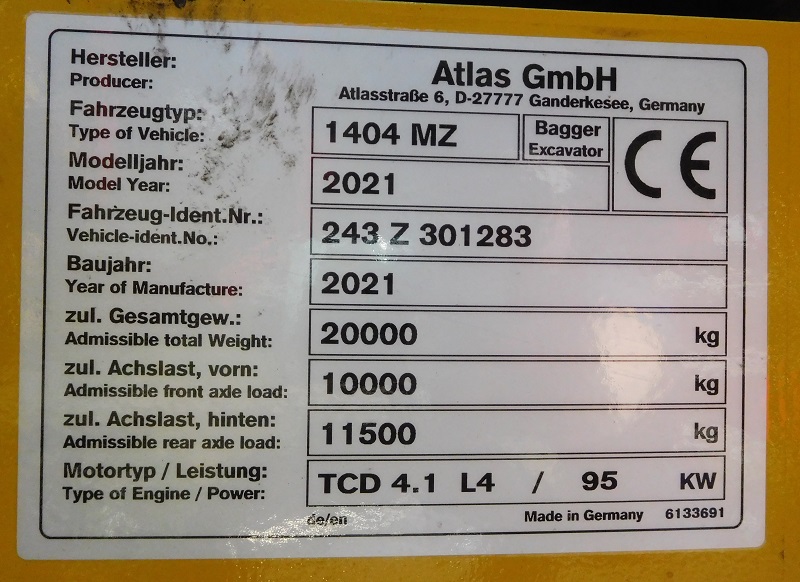 Hersteller:
Producer:
Atlas GmbH
Atlasstraße 6, D-27777 Ganderkesee, Germany
Fahrzeugtyp:
Type of Vehicle:
1404 MZ
Bagger
Excavator
CE
Modelljahr:
Model Year:
2021
Fahrzeug-Ident.Nr.:
Vehicle-ident.No.:
243 Z 301283
Baujahr:
Year of Manufacture:
2021
zul. Gesamtgew.:
Admissible total Weight:
20000 kg
zul. Achslast, vorn:
Admissible front axle load:
10000 kg
zul. Achslast, hinten:
Admissible rear axle load:
11500 kg
Motortyp / Leistung:
Type of Engine / Power:
TCD 4.1 L4 / 95 KW
de/en
Made in Germany 6133691